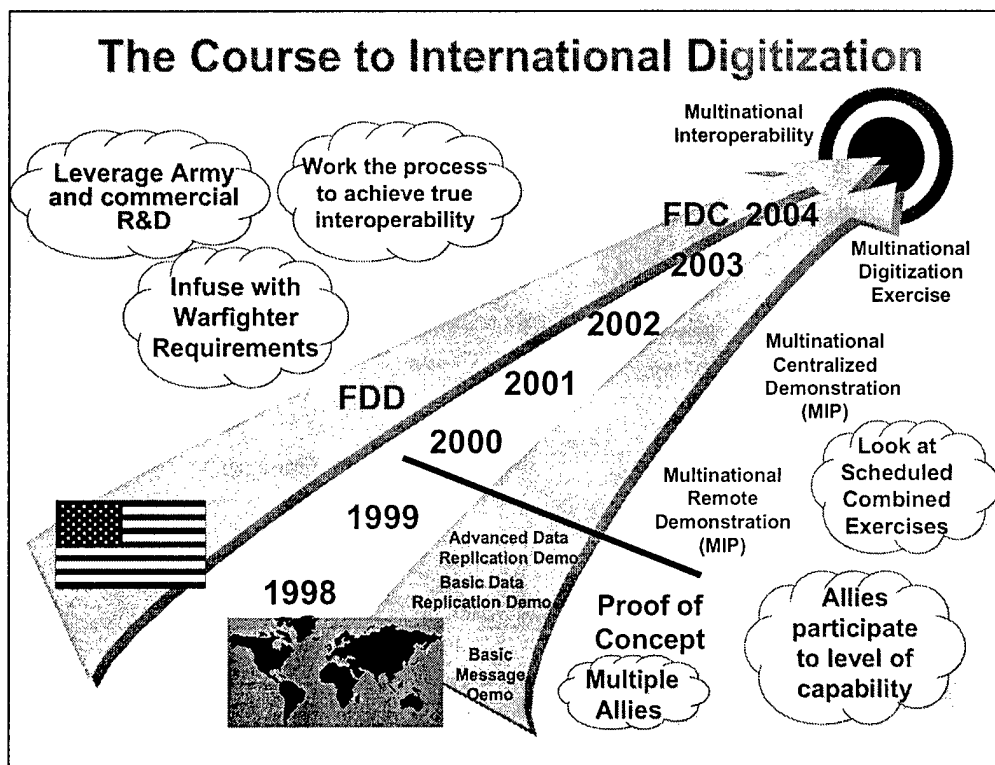 The Course to International Digitization
Multinational
Interoperability
Leverage Army
and commercial
R&D
Work the process
to achieve true
interoperability
Infuse with
Warfighter
Requirements
FDC 2004
2003
2002
2001
2000
1999
1998
FDD
Multinational
Digitization
Exercise
Multinational
Centralized
Demonstration
(MIP)
Look at
Scheduled
Combined
Exercises
Multinational
Remote
Demonstration
(MIP)
Advanced Data
Replication Demo
Basic Data
Replication Demo
Basic
Message
Demo
Proof of
Concept
Multiple
Allies
Allies
participate
to level of
capability